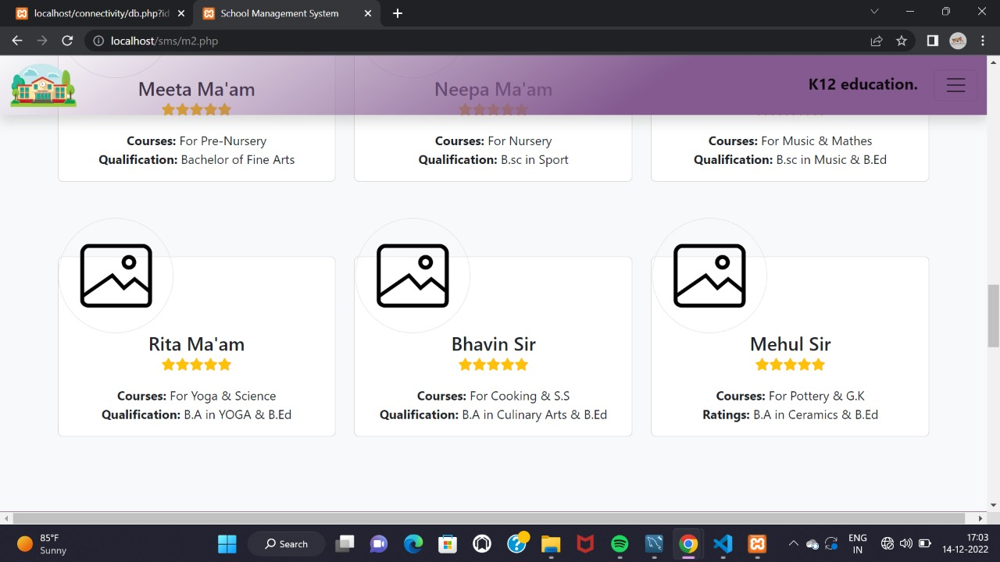 localhost/connectivity/db.php?id
School Management System
localhost/sms/m2.php
K12 education.
Meeta Ma'am
Neepa Ma'am
Courses: For Pre-Nursery
Qualification: Bachelor of Fine Arts
Courses: For Nursery
Qualification: B.sc in Sport
Courses: For Music & Mathes
Qualification: B.sc in Music & B.Ed
Rita Ma'am
Courses: For Yoga & Science
Qualification: B.A in YOGA & B.Ed
Bhavin Sir
Courses: For Cooking & S.S
Qualification: B.A in Culinary Arts & B.Ed
Mehul Sir
Courses: For Pottery & G.K
Ratings: B.A in Ceramics & B.Ed
85°F
Sunny
Search
ENG
IN
17:03
14-12-2022